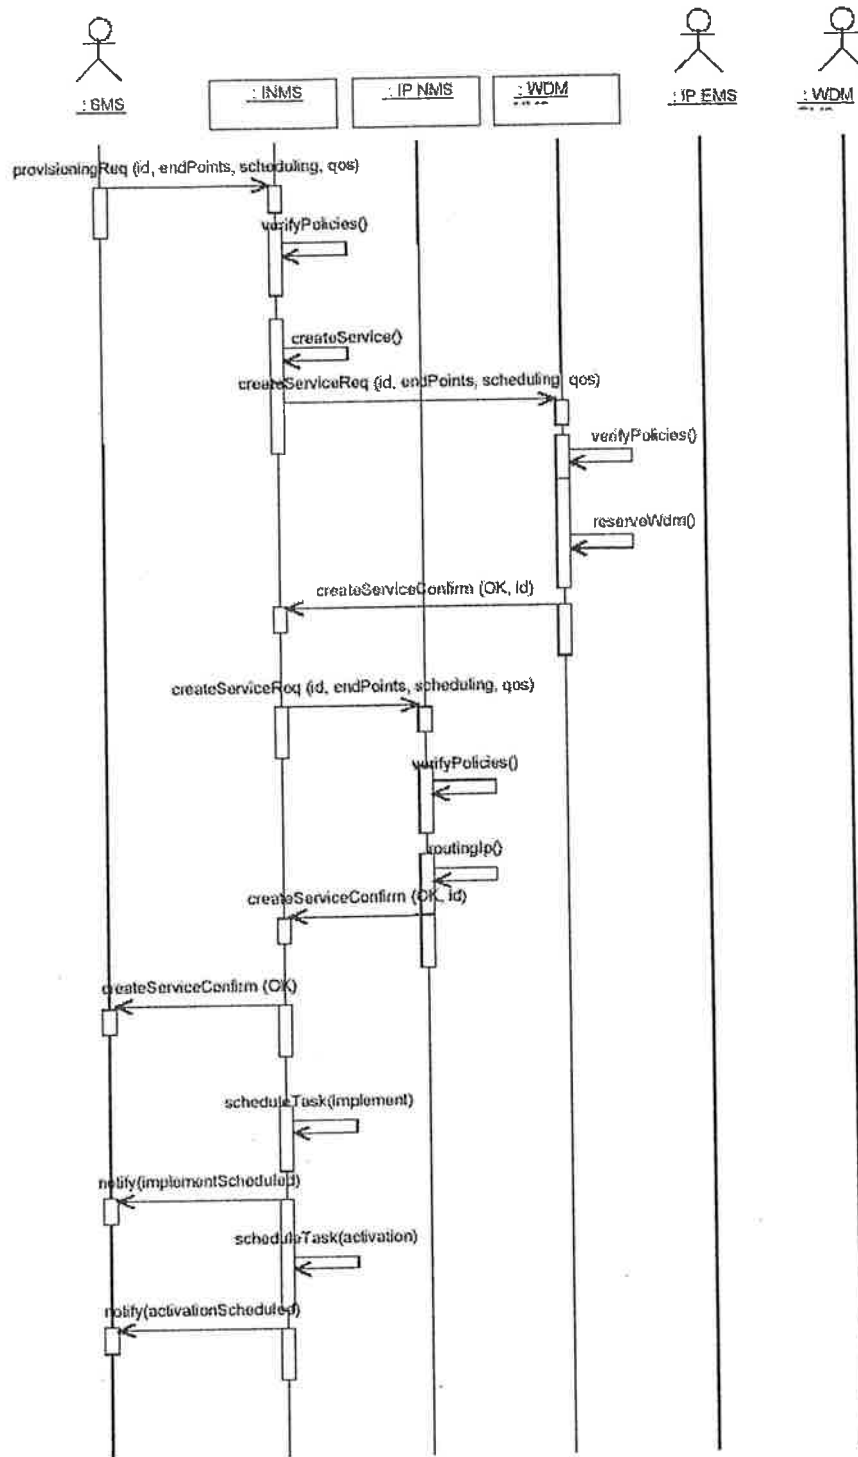 : SMS
: INMS
: IP NMS
: WDM
: IP EMS
: WDM
provisioningReq (id, endPoints, scheduling, qos)
verifyPolicies()
createService()
createServiceReq (id, endPoints, scheduling, qos)
verifyPolicies()
reserveWdm()
createServiceConfirm (OK, id)
createServiceReq (id, endPoints, scheduling, qos)
verifyPolicies()
routingIp()
createServiceConfirm (OK, id)
createServiceConfirm (OK)
scheduleTask(implement)
notify(implementScheduled)
scheduleTask(activation)
notify(activationScheduled)